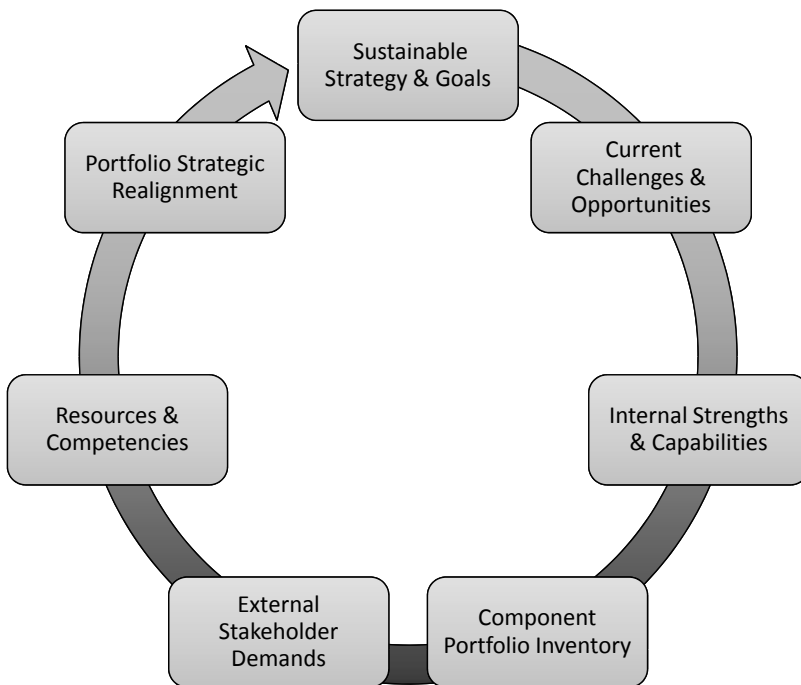 Sustainable
Strategy & Goals
Current
Challenges &
Opportunities
Internal Strengths
& Capabilities
Component
Portfolio Inventory
External
Stakeholder
Demands
Resources &
Competencies
Portfolio Strategic
Realignment